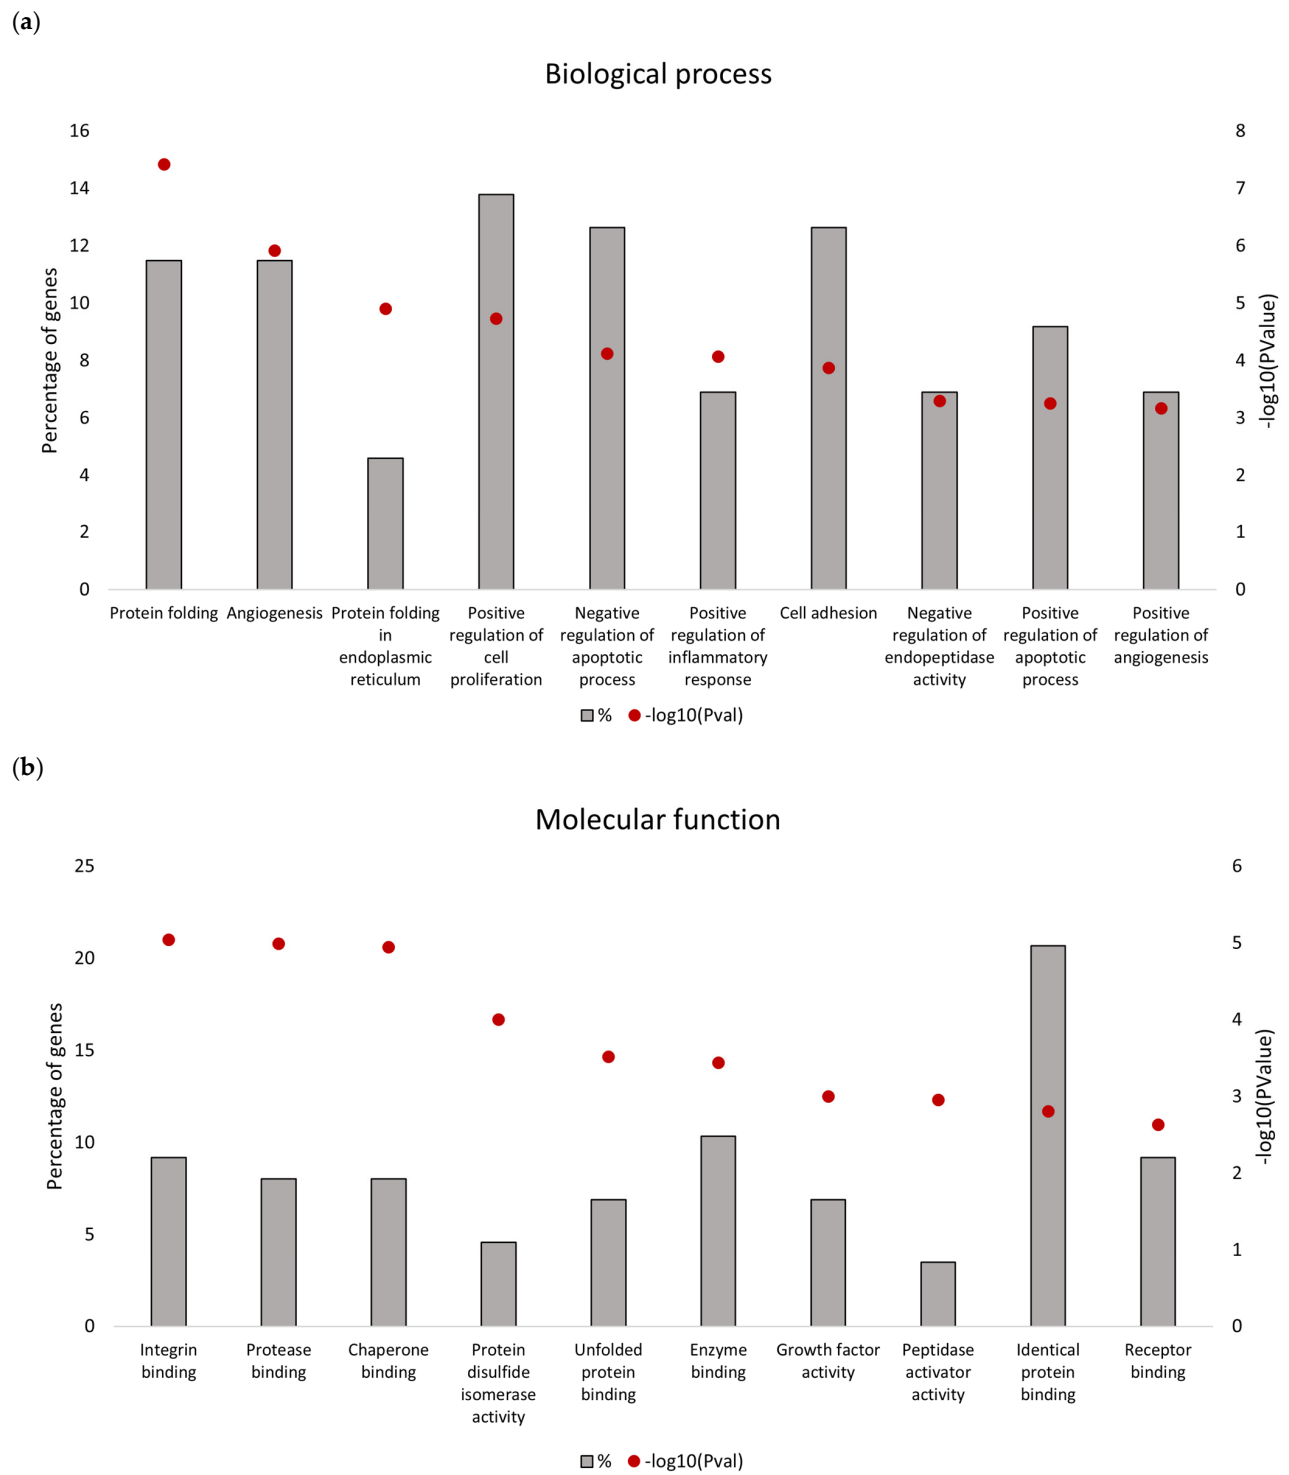 (a)
Biological process
16
14
12
10
8
6
4
2
0
Percentage of genes
8
7
6
5
4
3
2
1
0
-log10(PValue)
Protein folding
Angiogenesis
Protein folding
in
endoplasmic
reticulum
Positive
regulation of
cell
proliferation
Negative
regulation of
apoptotic
process
Positive
regulation of
inflammatory
response
Cell adhesion
Negative
regulation of
endopeptidase
activity
Positive
regulation of
apoptotic
process
Positive
regulation of
angiogenesis
% -log10(Pval)
(b)
Molecular function
25
20
15
10
5
0
Percentage of genes
6
5
4
3
2
1
0
-log10(PValue)
Integrin
binding
Protease
binding
Chaperone
binding
Protein
disulfide
isomerase
activity
Unfolded
protein
binding
Enzyme
binding
Growth factor
activity
Peptidase
activator
activity
Identical
protein
binding
Receptor
binding
% -log10(Pval)